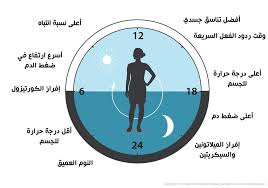 أفضل تناسق جسدي
وقت ردود الفعل السريعة
أعلى درجة حرارة
للجسم
أعلى ضغط دم
إفراز الميلاتونين
والسيكريتين
أعلى نسبة انتباه
أسرع ارتفاع في
ضغط الدم
إفراز الكورتيزول
أقل درجة حرارة
للجسم
النوم العميق
12
6
18
24